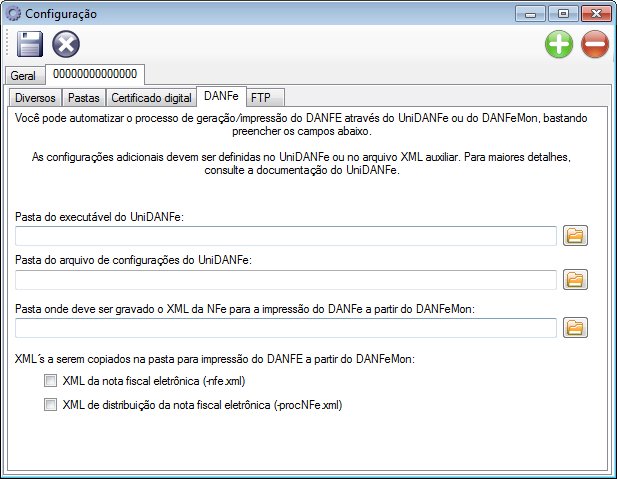 Configuração
Geral
00000000000000
Diversos
Pastas
Certificado digital
DANFe
FTP
Você pode automatizar o processo de geração/impressão do DANFE através do UniDANFe ou do DANFeMon, bastando
preencher os campos abaixo.
As configurações adicionais devem ser definidas no UniDANFe ou no arquivo XML auxiliar. Para maiores detalhes,
consulte a documentação do UniDANFe.
Pasta do executável do UniDANFe:
Pasta do arquivo de configurações do UniDANFe:
Pasta onde deve ser gravado o XML da NFe para a impressão do DANFe a partir do DANFeMon:
XML´s a serem copiados na pasta para impressão do DANFE a partir do DANFeMon:
XML da nota fiscal eletrônica (-nfe.xml)
XML de distribuição da nota fiscal eletrônica (-procNFe.xml)